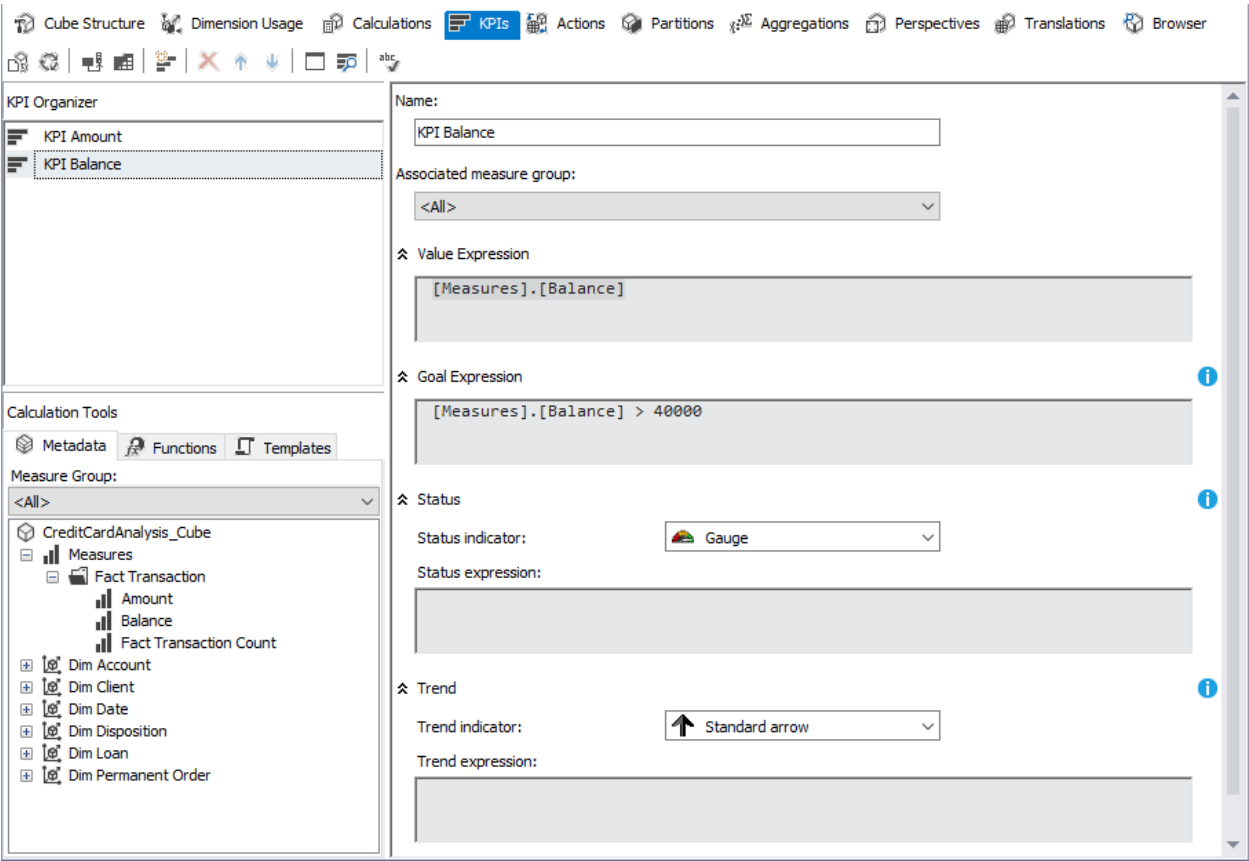 Cube Structure Dimension Usage Calculations KPIs Actions Partitions Aggregations Perspectives Translations Browser
abc
KPI Organizer
KPI Amount
KPI Balance
Calculation Tools
Metadata Functions Templates
Measure Group:
<All>
CreditCardAnalysis_Cube
Measures
Fact Transaction
Amount
Balance
Fact Transaction Count
Dim Account
Dim Client
Dim Date
Dim Disposition
Dim Loan
Dim Permanent Order
Name:
KPI Balance
Associated measure group:
<All>
Value Expression
[Measures].[Balance]
Goal Expression
[Measures].[Balance] > 40000
Status
Status indicator: Gauge
Status expression:
Trend
Trend indicator: Standard arrow
Trend expression: